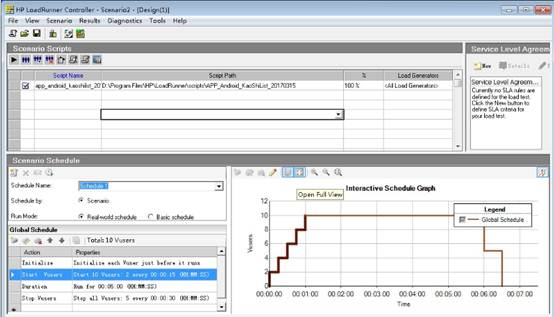 HP LoadRunner Controller - Scenario2 - [Design(1)]
File View Scenario Results Diagnostics Tools Help
Scenario Scripts
Service Level Agreement
Script Name Script Path % Load Generators
app_android_kaoshilist_20 D:\Program Files\HP\LoadRunner\scripts\APP_Android_KaoShiList_20170315 100 % <All Load Generators>
New Details
Service Level Agreem...
Currently no SLA rules are
defined for the load test.
Click the New button to
define SLA criteria for
your load test.
Scenario Schedule
Schedule Name: Schedule 1
Schedule by: Scenario
Run Mode: Real-world schedule Basic schedule
Global Schedule Total: 10 Vusers
Action Properties
Initialize Initialize each Vuser just before it runs
Start Vusers Start 10 Vusers: 2 every 00:00:15 (HH:MM:SS)
Duration Run for 00:05:00 (HH:MM:SS)
Stop Vusers Stop all Vusers: 5 every 00:00:30 (HH:MM:SS)
Open Full View
Interactive Schedule Graph
Legend
Global Schedule
Vusers
12
10
8
6
4
2
0
00:00:00 00:01:00 00:02:00 00:03:00 00:04:00 00:05:00 00:06:00 00:07:00
Time